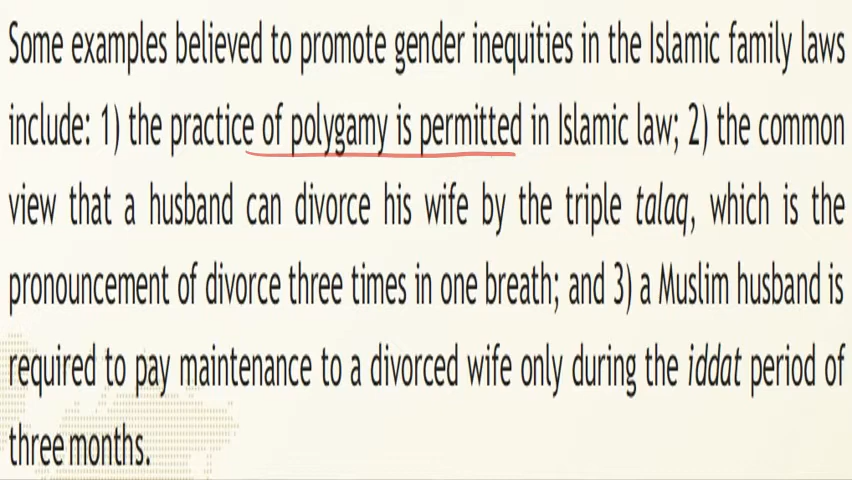 Some examples believed to promote gender inequities in the Islamic family laws
include: 1) the practice of polygamy is permitted in Islamic law; 2) the common
view that a husband can divorce his wife by the triple talaq, which is the
pronouncement of divorce three times in one breath; and 3) a Muslim husband is
required to pay maintenance to a divorced wife only during the iddat period of
three months.